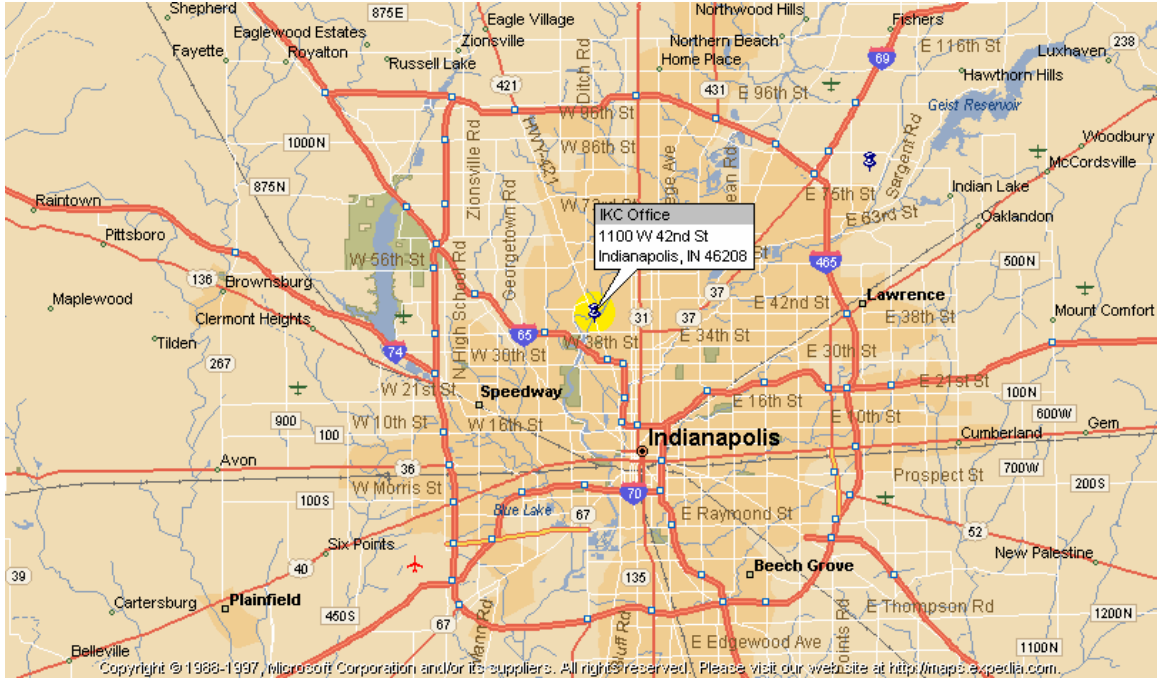 Shepherd
875E
Eagle Village
Northwood Hills
Fishers
Eaglewood Estates
Zionsville
Ditch Rd
Northern Beach
E 116th St
Luxhaven
238
Fayette
Royalton
Russell Lake
Home Place
69
Hawthorn Hills
421
431
E 96th St
Geist Reservoir
W 96th St
HWY-421
1000N
Zionsville Rd
W 86th St
Sargent Rd
Woodbury
McCordsville
875N
Georgetown Rd
E 75th St
Indian Lake
Raintown
E 63rd St
Oaklandon
IKC Office
1100 W 42nd St
Indianapolis, IN 46208
Pittsboro
W 56th St
N High School Rd
465
500N
136
Brownsburg
37
E 42nd St
Lawrence
Maplewood
Clermont Heights
31
37
E 38th St
Mount Comfort
Tilden
65
W 38th St
E 34th St
74
W 30th St
E 30th St
267
W 21st St
Speedway
E 21st St
100N
E 16th St
900
100
W 10th St
W 16th St
E 10th St
600W
Indianapolis
Cumberland
Gem
Avon
36
Prospect St
700W
100S
W Morris St
70
200S
Blue Lake
67
E Raymond St
Six Points
52
New Palestine
39
40
135
Beech Grove
Cartersburg
Plainfield
450S
67
Mann Rd
Bluff Rd
E Thompson Rd
1200N
E Edgewood Ave
1100N
Belleville
Copyright © 1988-1997, Microsoft Corporation and/or its suppliers. All rights reserved. Please visit our web site at http://maps.expedia.com.